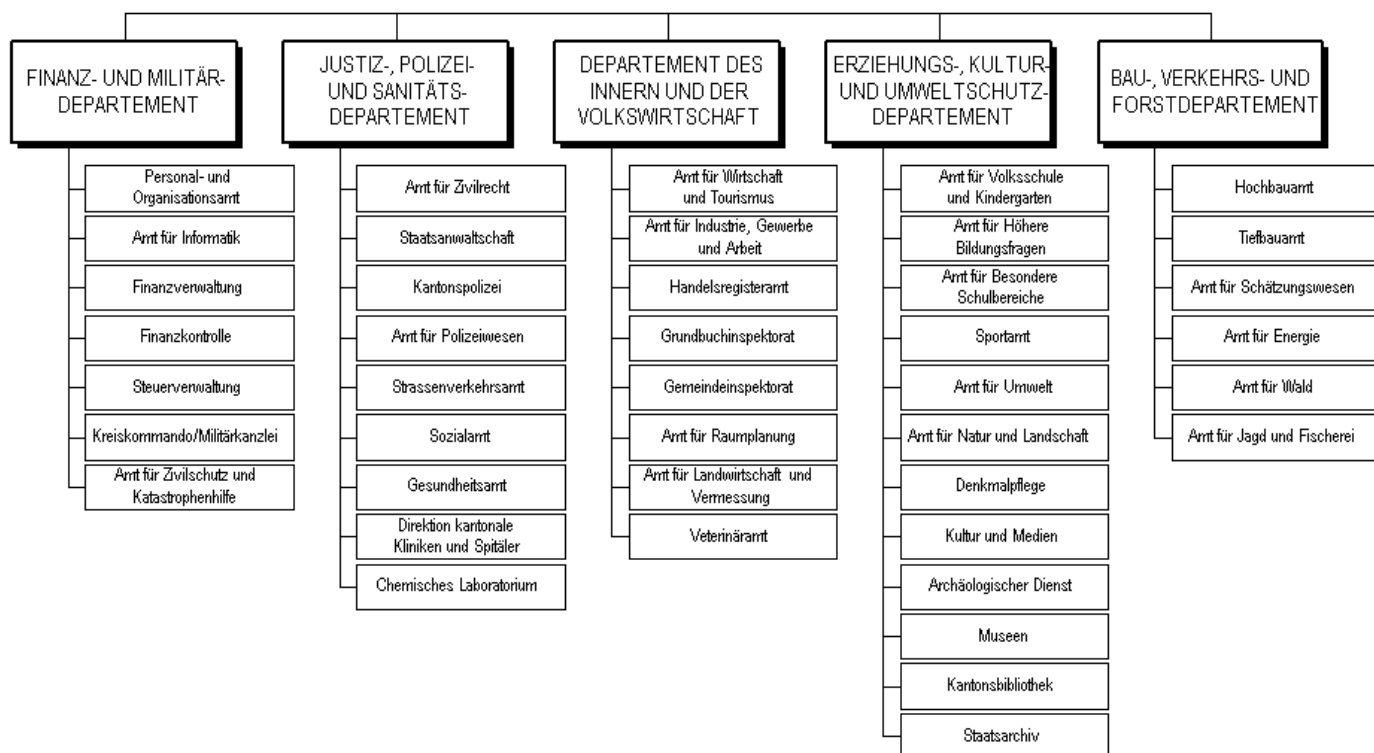 FINANZ- UND MILITÄR-
DEPARTEMENT
Personal- und
Organisationsamt
Amt für Informatik
Finanzverwaltung
Finanzkontrolle
Steuerverwaltung
Kreiskommando/Militärkanzlei
Amt für Zivilschutz und
Katastrophenhilfe
JUSTIZ-, POLIZEI-
UND SANITÄTS-
DEPARTEMENT
Amt für Zivilrecht
Staatsanwaltschaft
Kantonspolizei
Amt für Polizeiwesen
Strassenverkehrsamt
Sozialamt
Gesundheitsamt
Direktion kantonale
Kliniken und Spitäler
Chemisches Laboratorium
DEPARTEMENT DES
INNERN UND DER
VOLKSWIRTSCHAFT
Amt für Wirtschaft
und Tourismus
Amt für Industrie, Gewerbe
und Arbeit
Handelsregisteramt
Grundbuchinspektorat
Gemeindeinspektorat
Amt für Raumplanung
Amt für Landwirtschaft und
Vermessung
Veterinäramt
ERZIEHUNGS-, KULTUR-
UND UMWELTSCHUTZ-
DEPARTEMENT
Amt für Volksschule
und Kindergarten
Amt für Höhere
Bildungsfragen
Amt für Besondere
Schulbereiche
Sportamt
Amt für Umwelt
Amt für Natur und Landschaft
Denkmalpflege
Kultur und Medien
Archäologischer Dienst
Museen
Kantonsbibliothek
Staatsarchiv
BAU-, VERKEHRS- UND
FORSTDEPARTEMENT
Hochbauamt
Tiefbauamt
Amt für Schätzungswesen
Amt für Energie
Amt für Wald
Amt für Jagd und Fischerei